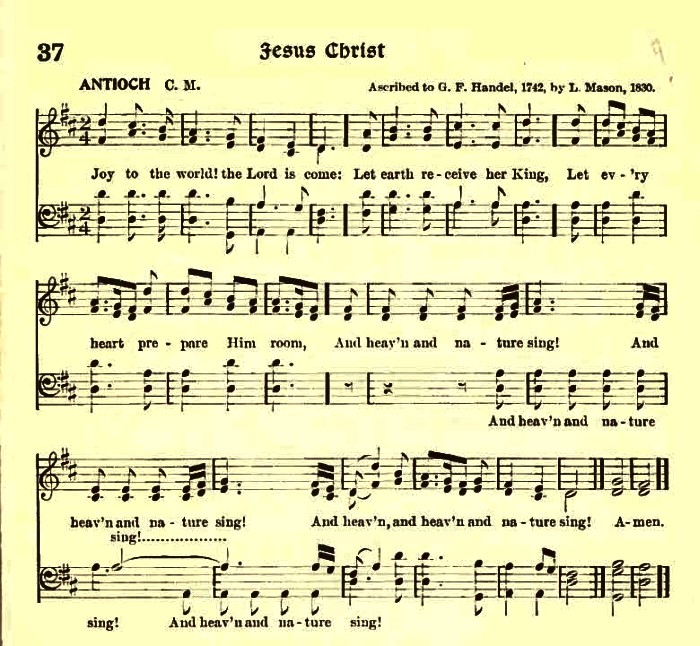 37 Jesus Christ
ANTIOCH C. M. Ascribed to G. F. Handel, 1742, by L. Mason, 1830.
Joy to the world! the Lord is come: Let earth re-ceive her King, Let ev-'ry
heart pre-pare Him room, And heav'n and na-ture sing! And
And heav'n and na-ture
heav'n and na-ture sing! And heav'n, and heav'n and na-ture sing! A-men.
sing!..................
sing! And heav'n and na-ture sing!